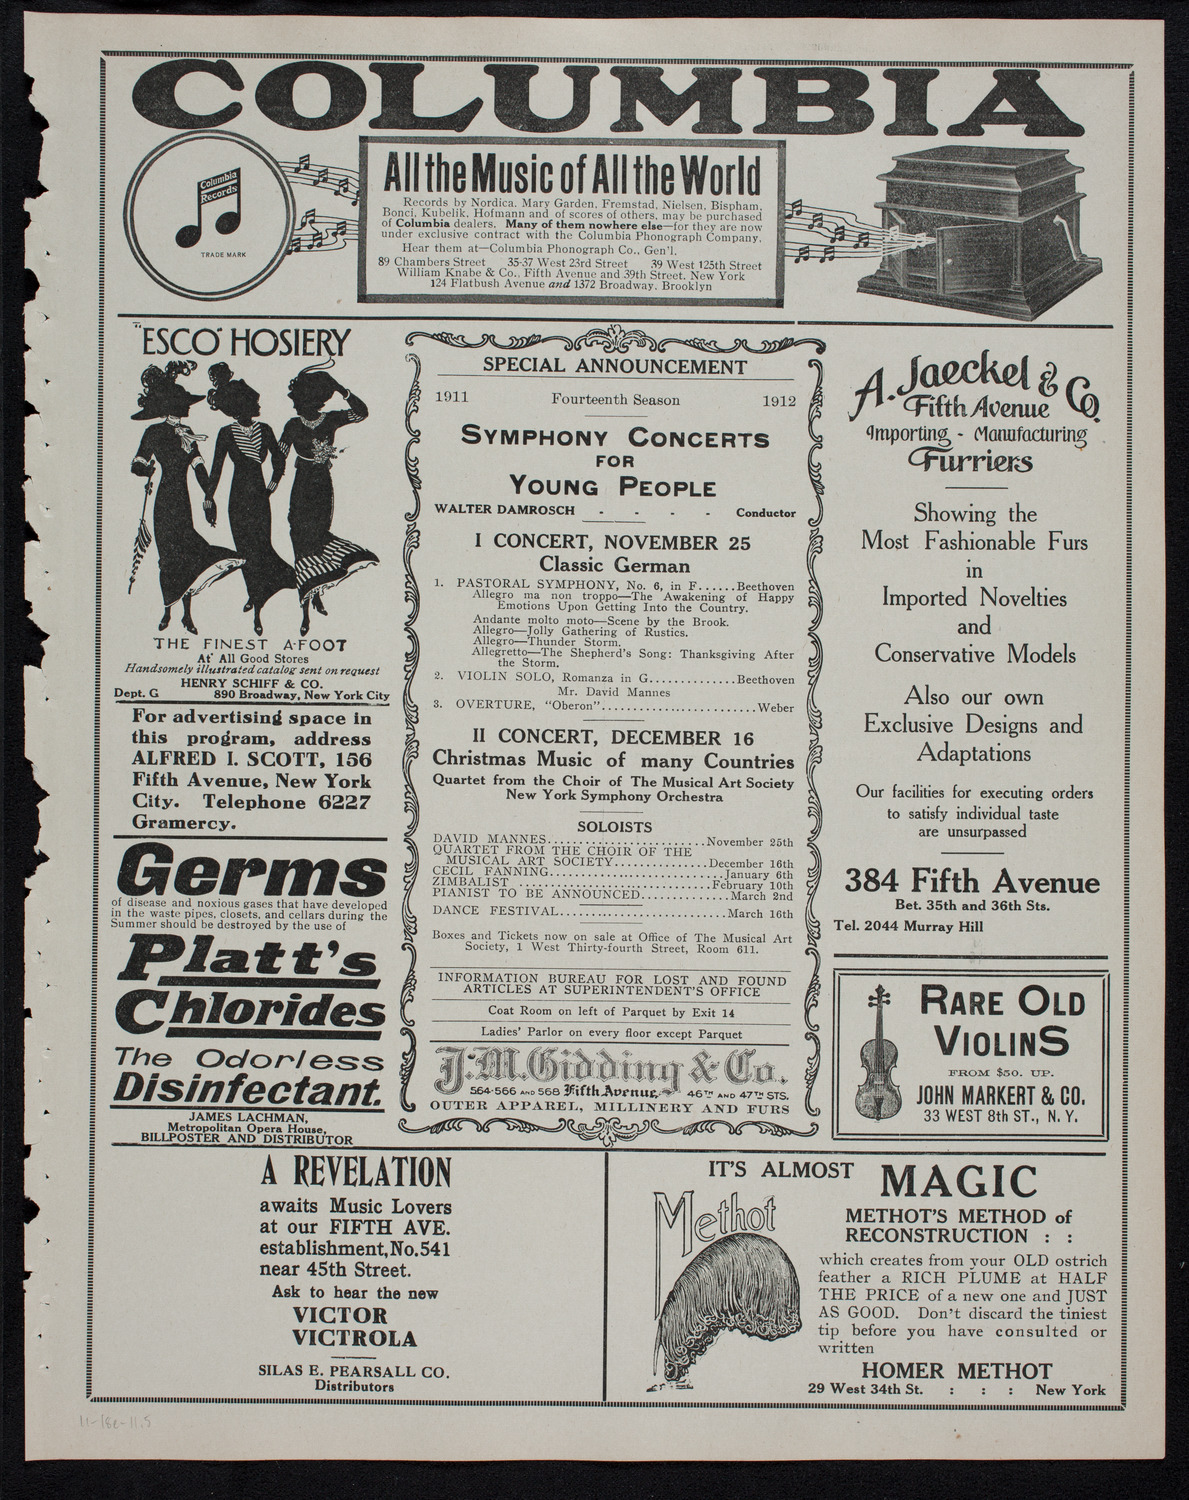 COLUMBIA
Columbia
Records
TRADE MARK
All the Music of All the World
Records by Nordica, Mary Garden, Fremstad, Nielsen, Bispham,
Bonci, Kubelik, Hofmann and of scores of others, may be purchased
of Columbia dealers. Many of them nowhere else—for they are now
under exclusive contract with the Columbia Phonograph Company.
Hear them at—Columbia Phonograph Co., Gen'l.
89 Chambers Street 35-37 West 23rd Street 39 West 125th Street
William Knabe & Co., Fifth Avenue and 39th Street, New York
124 Flatbush Avenue and 1372 Broadway, Brooklyn
"ESCO" HOSIERY
THE FINEST A-FOOT
At All Good Stores
Handsomely illustrated catalog sent on request
HENRY SCHIFF & CO.
Dept. G 890 Broadway, New York City
For advertising space in
this program, address
ALFRED I. SCOTT, 156
Fifth Avenue, New York
City. Telephone 6227
Gramercy.
Germs
of disease and noxious gases that have developed
in the waste pipes, closets, and cellars during the
Summer should be destroyed by the use of
Platt's
Chlorides
The Odorless
Disinfectant.
JAMES LACHMAN,
Metropolitan Opera House,
BILLPOSTER AND DISTRIBUTOR
SPECIAL ANNOUNCEMENT
1911 Fourteenth Season 1912
SYMPHONY CONCERTS
FOR
YOUNG PEOPLE
WALTER DAMROSCH - - - - Conductor
I CONCERT, NOVEMBER 25
Classic German
1. PASTORAL SYMPHONY, No. 6, in F......Beethoven
Allegro ma non troppo—The Awakening of Happy
Emotions Upon Getting Into the Country.
Andante molto moto—Scene by the Brook.
Allegro—Jolly Gathering of Rustics.
Allegro—Thunder Storm.
Allegretto—The Shepherd's Song: Thanksgiving After
the Storm.
2. VIOLIN SOLO, Romanza in G.............Beethoven
Mr. David Mannes
3. OVERTURE, "Oberon".......................Weber
II CONCERT, DECEMBER 16
Christmas Music of many Countries
Quartet from the Choir of The Musical Art Society
New York Symphony Orchestra
SOLOISTS
DAVID MANNES.......................November 25th
QUARTET FROM THE CHOIR OF THE
MUSICAL ART SOCIETY.............December 16th
CECIL FANNING.........................January 6th
ZIMBALIST ...........................February 10th
PIANIST TO BE ANNOUNCED............March 2nd
DANCE FESTIVAL........................March 16th
Boxes and Tickets now on sale at Office of The Musical Art
Society, 1 West Thirty-fourth Street, Room 611.
INFORMATION BUREAU FOR LOST AND FOUND
ARTICLES AT SUPERINTENDENT'S OFFICE
Coat Room on left of Parquet by Exit 14
Ladies' Parlor on every floor except Parquet
J.M. Gidding & Co.
564-566 AND 568 Fifth Avenue, 46TH AND 47TH STS.
OUTER APPAREL, MILLINERY AND FURS
A. Jaeckel & Co.
Fifth Avenue
Importing - Manufacturing
Furriers
Showing the
Most Fashionable Furs
in
Imported Novelties
and
Conservative Models
Also our own
Exclusive Designs and
Adaptations
Our facilities for executing orders
to satisfy individual taste
are unsurpassed
384 Fifth Avenue
Bet. 35th and 36th Sts.
Tel. 2044 Murray Hill
RARE OLD
VIOLINS
FROM $50. UP.
JOHN MARKERT & CO.
33 WEST 8th ST., N. Y.
A REVELATION
awaits Music Lovers
at our FIFTH AVE.
establishment, No. 541
near 45th Street.
Ask to hear the new
VICTOR
VICTROLA
SILAS E. PEARSALL CO.
Distributors
IT'S ALMOST MAGIC
Methot
METHOT'S METHOD of
RECONSTRUCTION : :
which creates from your OLD ostrich
feather a RICH PLUME at HALF
THE PRICE of a new one and JUST
AS GOOD. Don't discard the tiniest
tip before you have consulted or
written
HOMER METHOT
29 West 34th St. : : : New York
11-18e-11.5